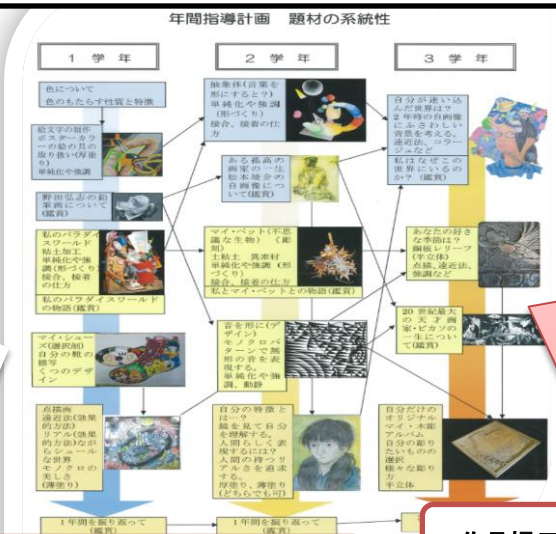 年間指導計画 題材の系統性
1 学 年
2 学 年
3 学 年
色について
色のもたらす性質と特徴
絵文字の製作
ポスターカラ
ーの絵の具の
取り扱い(厚塗
り)
単純化や強調
野田弘志の鉛
筆画について
(鑑賞)
私のパラダイ
スワールド
粘土加工
単純化や強
調(形づくり)
接合、接着
の仕方
私のパラダイスワールド
の物語(鑑賞)
マイ・シュー
ズ(選択制)
自分の靴の
描写
くつのデザ
イン
点描画
遠近法(効果
的方法)
リアル(効果
的方法)なが
らシュール
な世界
モノクロの
美しさ
(薄塗り)
1年間を振り返って
(鑑賞)
抽象体(言葉を
形にすると?)
単純化や強調
(形づくり)
接合、接着の仕
方
ある孤高の
画家の一生
松本竣介の
自画像につ
いて(鑑賞)
マイ・ペット(不思
議な生物) (彫
刻)
土粘土 異素材
単純化や強調(形
づくり)
接合、接着の仕方
私とマイ・ペットとの物語(鑑賞)
音を形に(デ
ザイン)
モノクロパ
ターンで無
形の音を表
現する。
単純化や強
調、動静
自分の特徴と
は…?
鏡を見て自分
を理解する。
人間らしく表
現するには?
人間の持つリ
アルさを追求
する。
厚塗り、薄塗り
(どちらでも可)
1年間を振り返って
(鑑賞)
自分が迷い込
んだ世界は?
2年時の自画像
にふさわしい
背景を考える。
遠近法、コラー
ジュなど
私はなぜこの
世界にいるの
か?(鑑賞)
あなたの好き
な季節は?
銅板レリーフ
(半立体)
点描、遠近法、
強調など
20世紀最大
の天才画
家・ピカソの
一生につい
て(鑑賞)
自分だけの
オリジナル
マイ・木彫
アルバム
自分の彫り
たいものの
選択
様々な彫り
方
半立体